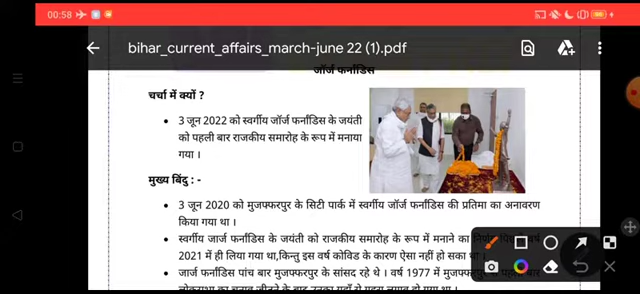 00:58
bihar_current_affairs_march-june 22 (1).pdf
जॉर्ज फर्नांडिस
चर्चा में क्यों ?
• 3 जून 2022 को स्वर्गीय जॉर्ज फर्नांडिस के जयंती
को पहली बार राजकीय समारोह के रूप में मनाया
गया ।
मुख्य बिंदु : -
• 3 जून 2020 को मुजफ्फरपुर के सिटी पार्क में स्वर्गीय जॉर्ज फर्नांडिस की प्रतिमा का अनावरण
किया गया था ।
• स्वर्गीय जार्ज फर्नांडिस के जयंती को राजकीय समारोह के रूप में मनाने का
2021 में ही लिया गया था,किन्तु इस वर्ष कोविड के कारण ऐसा नहीं हो सका
• जार्ज फर्नांडिस पांच बार मुजफ्फरपुर के सांसद रहे थे । वर्ष 1977 में